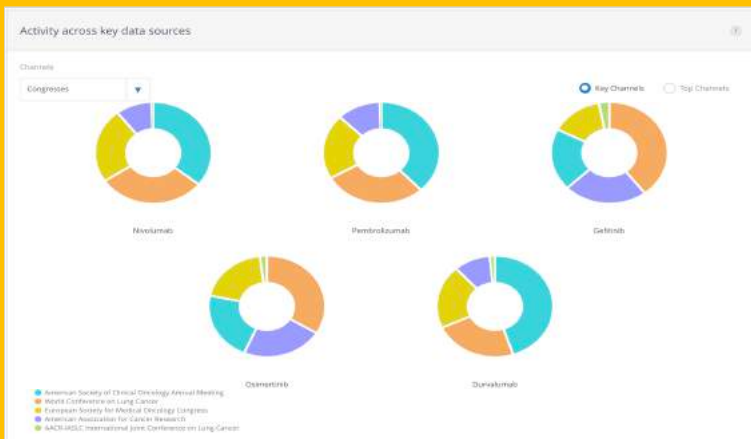 Activity across key data sources
Channels
Congresses
Key Channels
Top Channels
Nivolumab
Pembrolizumab
Gefitinib
Osimertinib
Durvalumab
American Society of Clinical Oncology Annual Meeting
World Conference on Lung Cancer
European Society for Medical Oncology Congress
American Association for Cancer Research
AACR-IASLC International Joint Conference on Lung Cancer